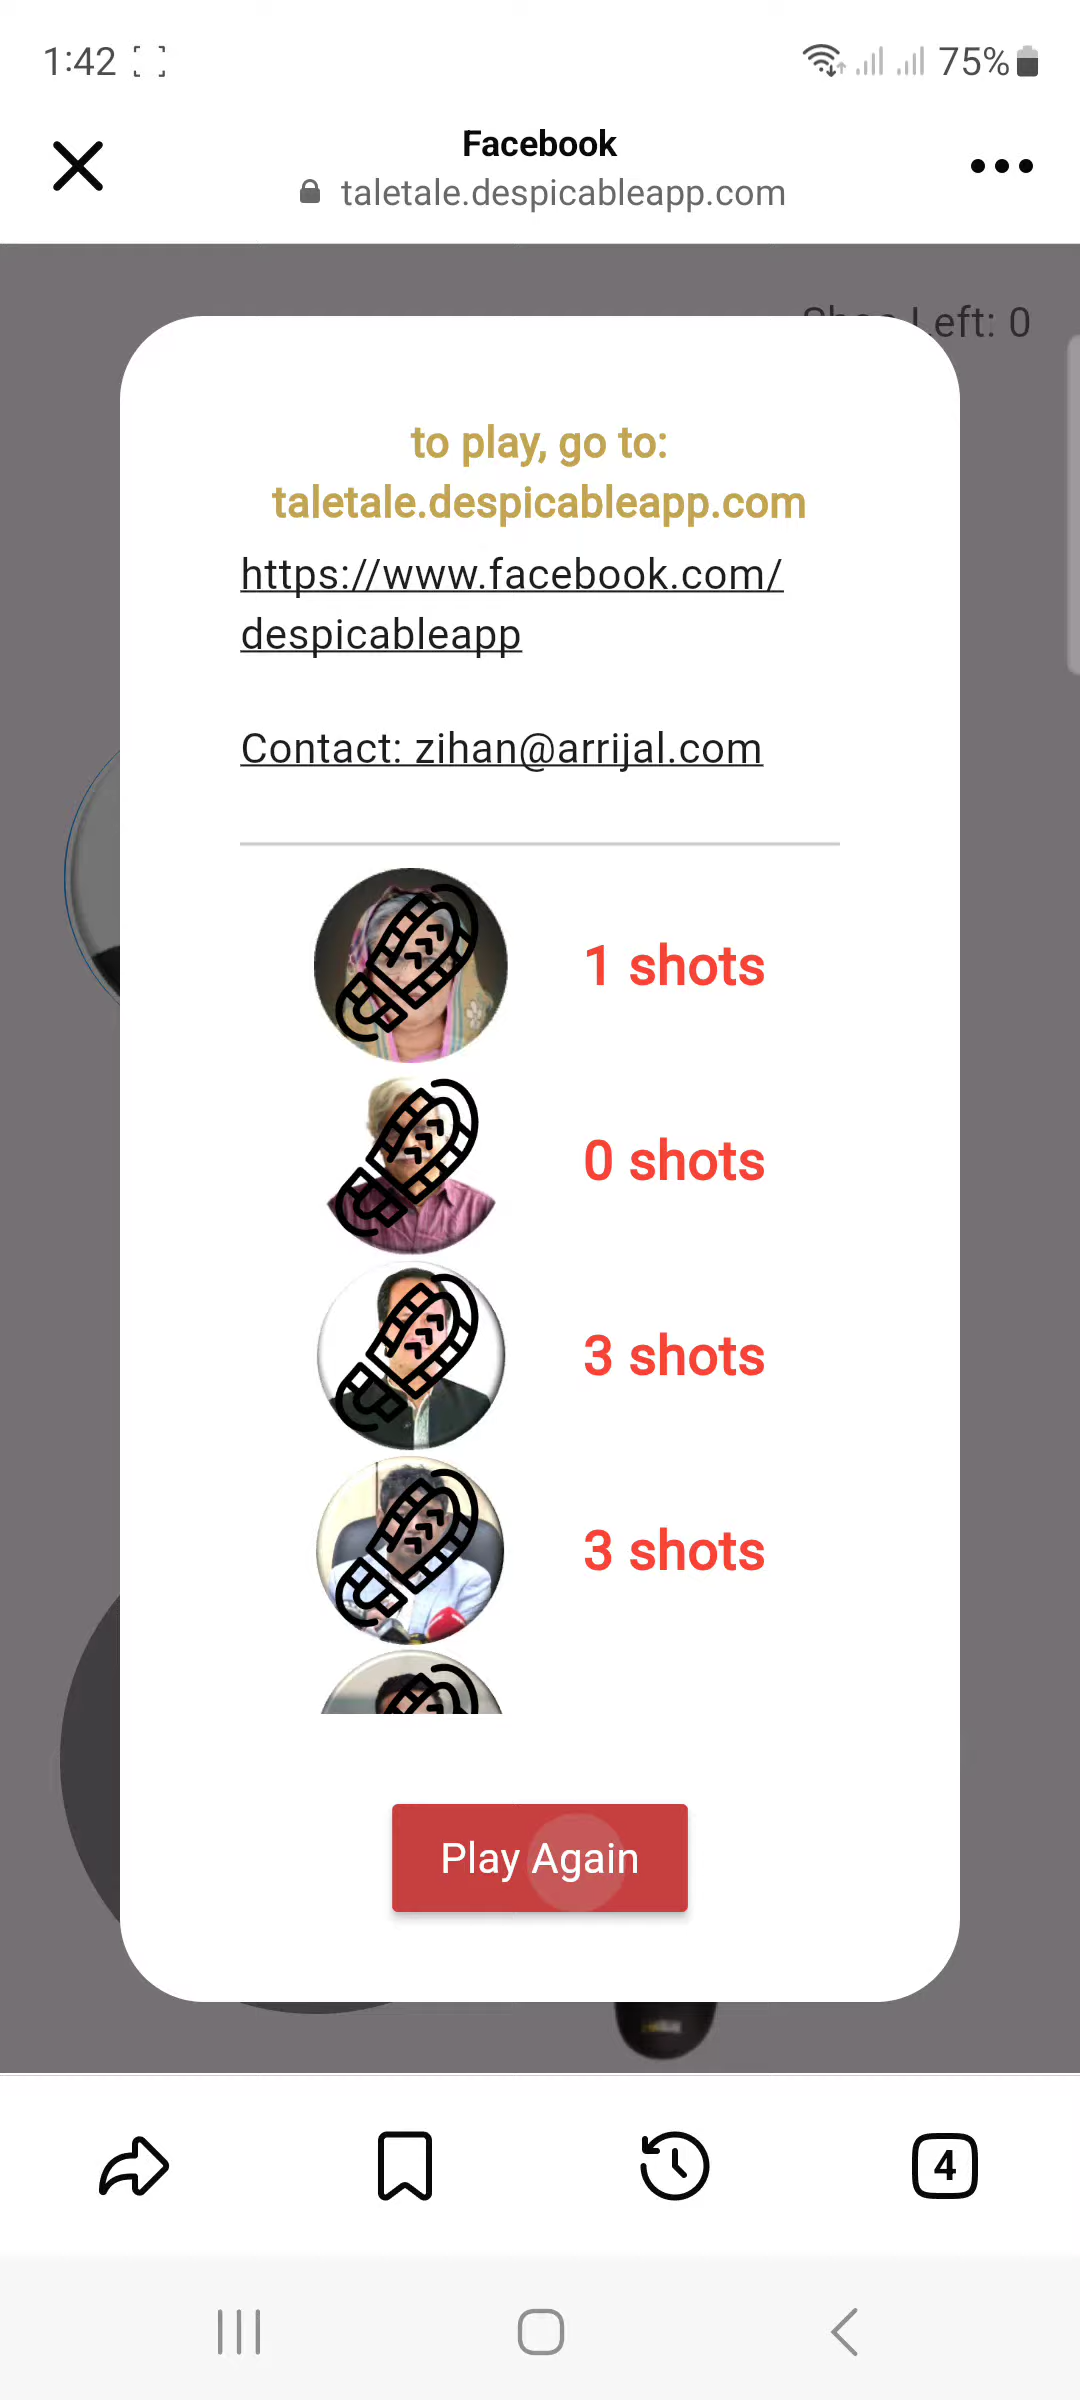 1:42
75%
Facebook
taletale.despicableapp.com
Left: 0
to play, go to:
taletale.despicableapp.com
https://www.facebook.com/
despicableapp
Contact: zihan@arrijal.com
1 shots
0 shots
3 shots
3 shots
Play Again
4